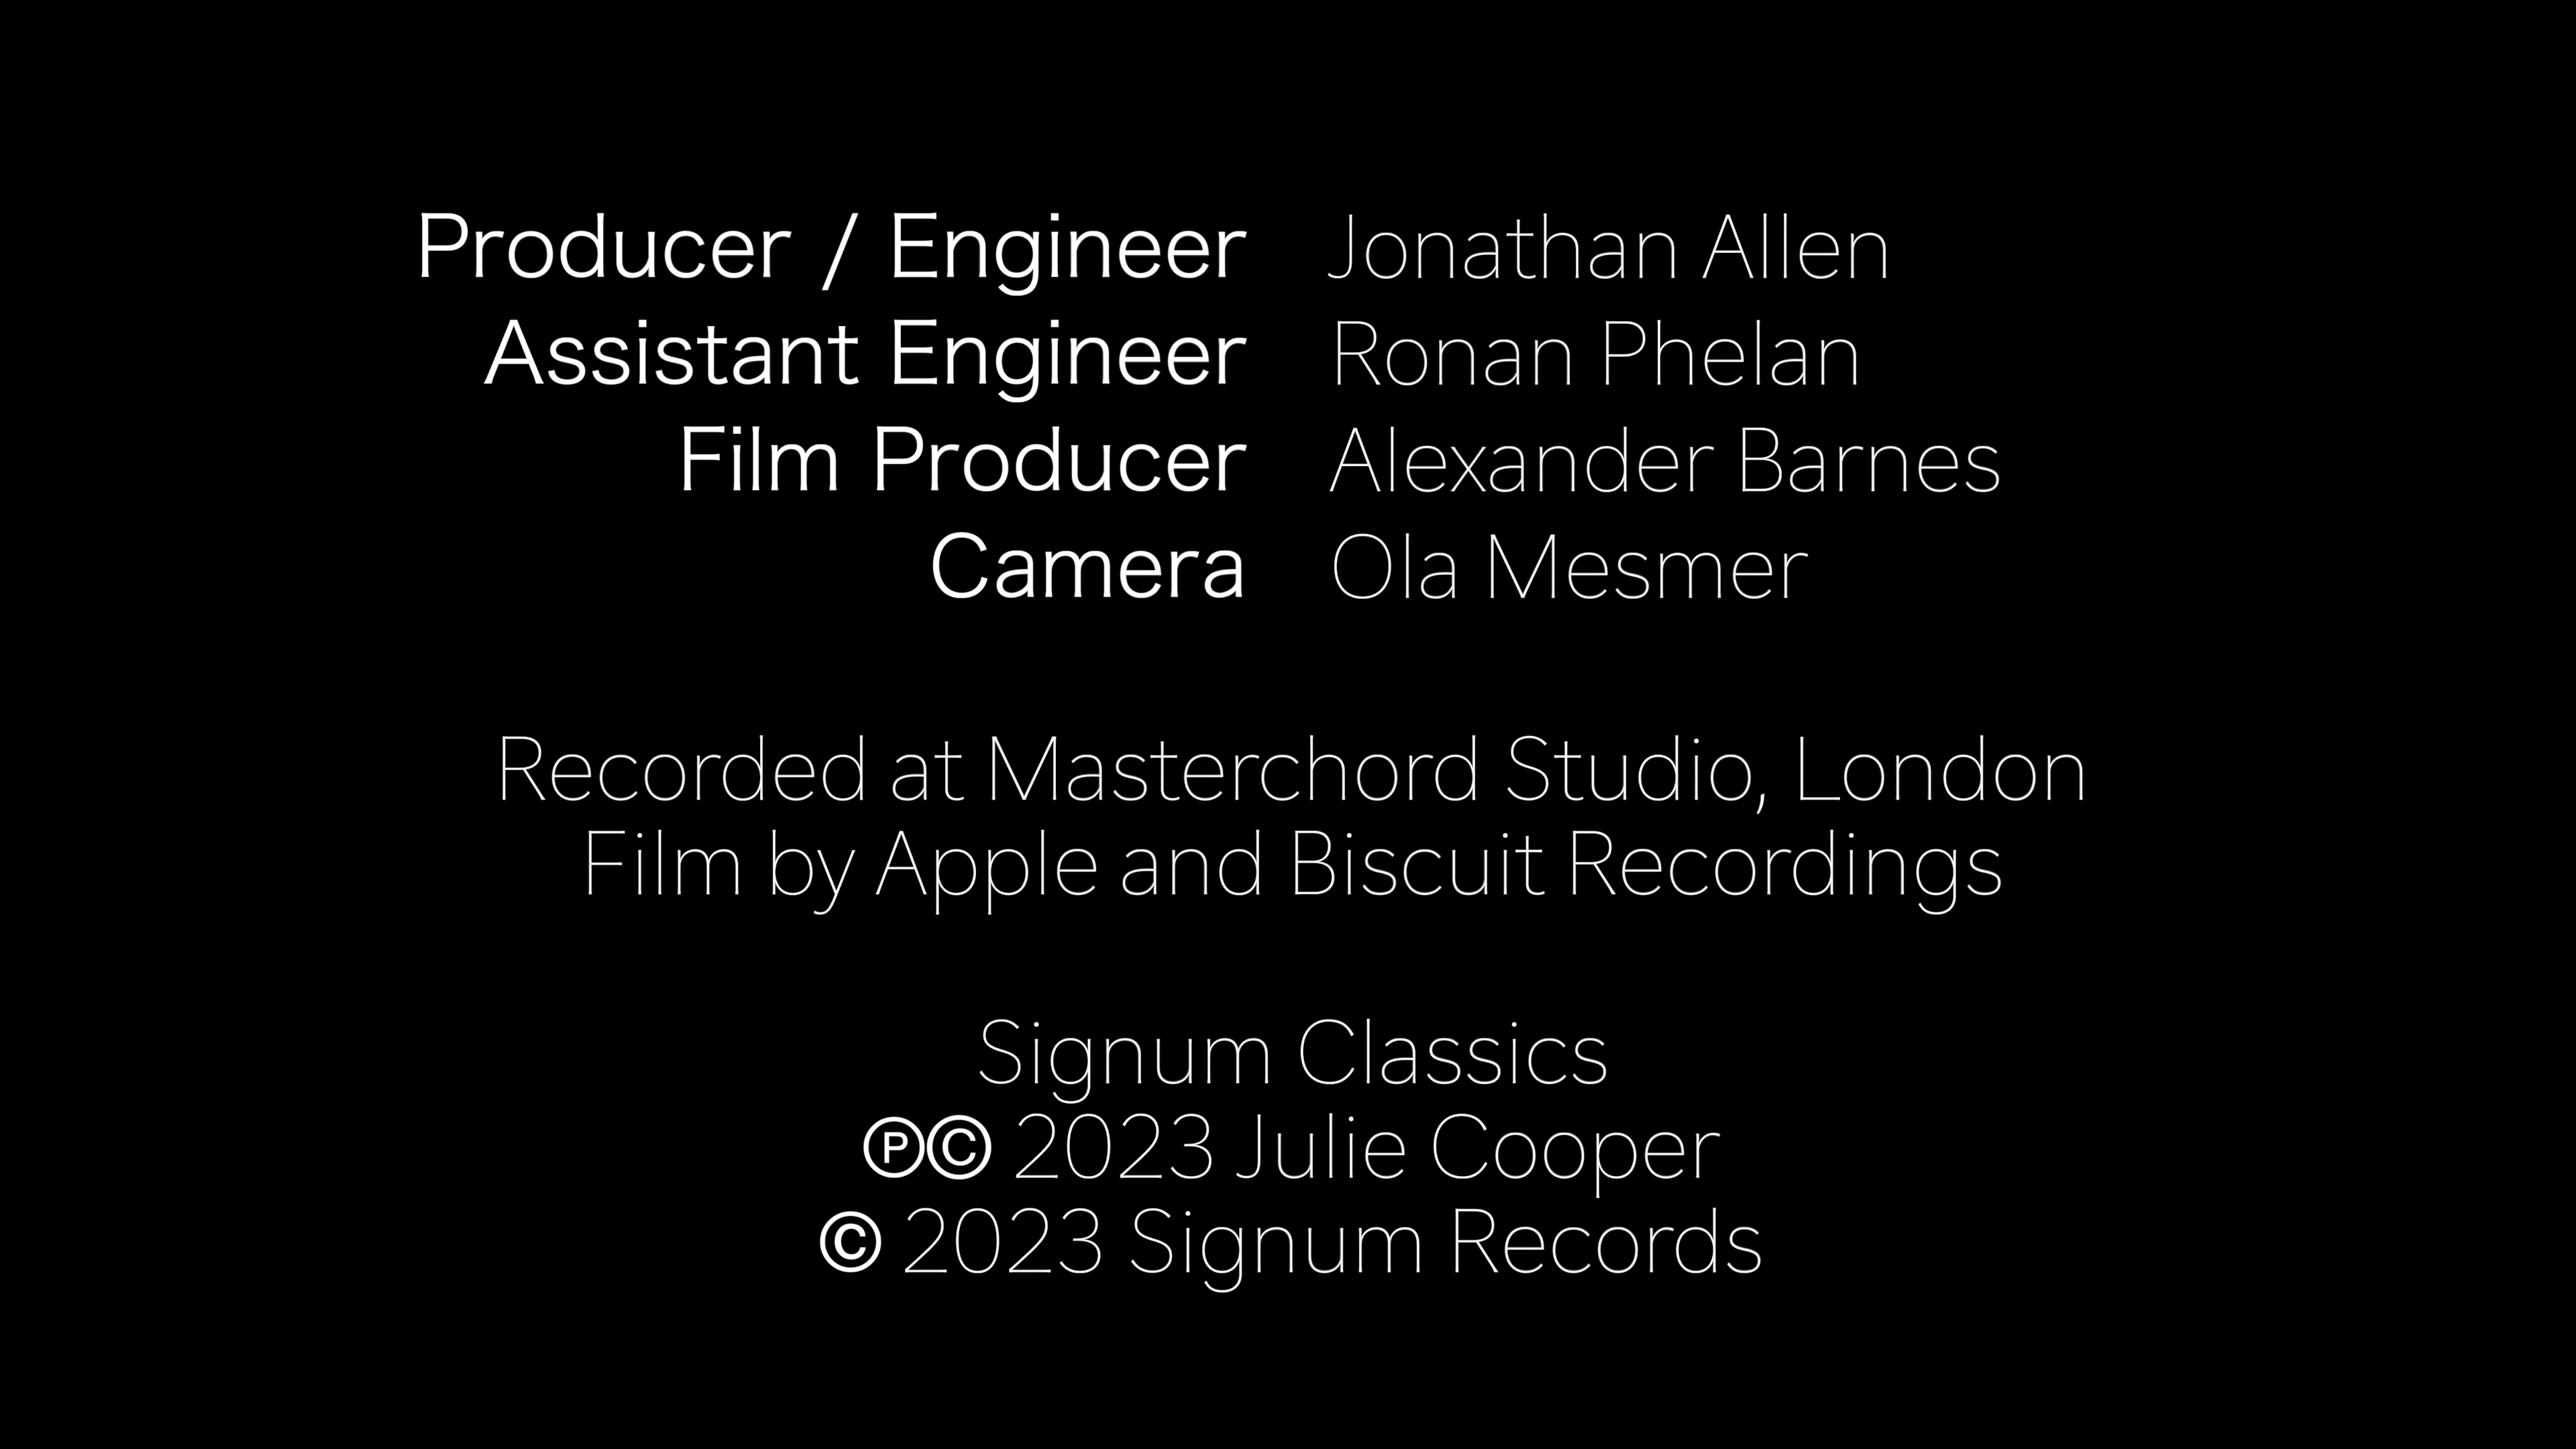 Producer / Engineer Jonathan Allen
Assistant Engineer Ronan Phelan
Film Producer Alexander Barnes
Camera Ola Mesmer
Recorded at Masterchord Studio, London
Film by Apple and Biscuit Recordings
Signum Classics
℗© 2023 Julie Cooper
© 2023 Signum Records